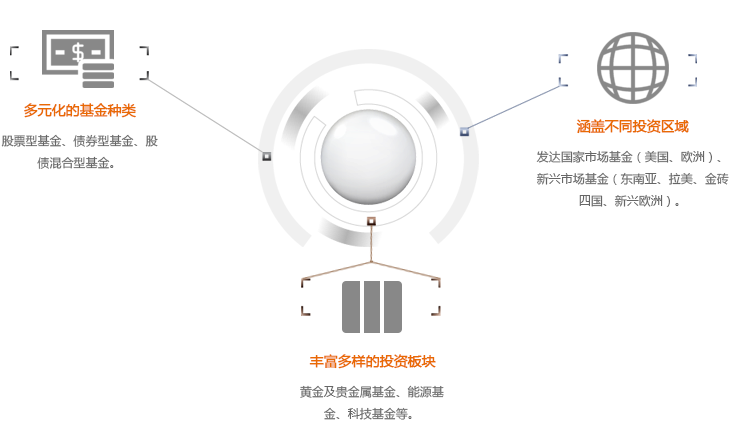 多元化的基金种类
股票型基金、债券型基金、股
债混合型基金。
涵盖不同投资区域
发达国家市场基金（美国、欧洲）、
新兴市场基金（东南亚、拉美、金砖
四国、新兴欧洲）。
丰富多样的投资板块
黄金及贵金属基金、能源基
金、科技基金等。